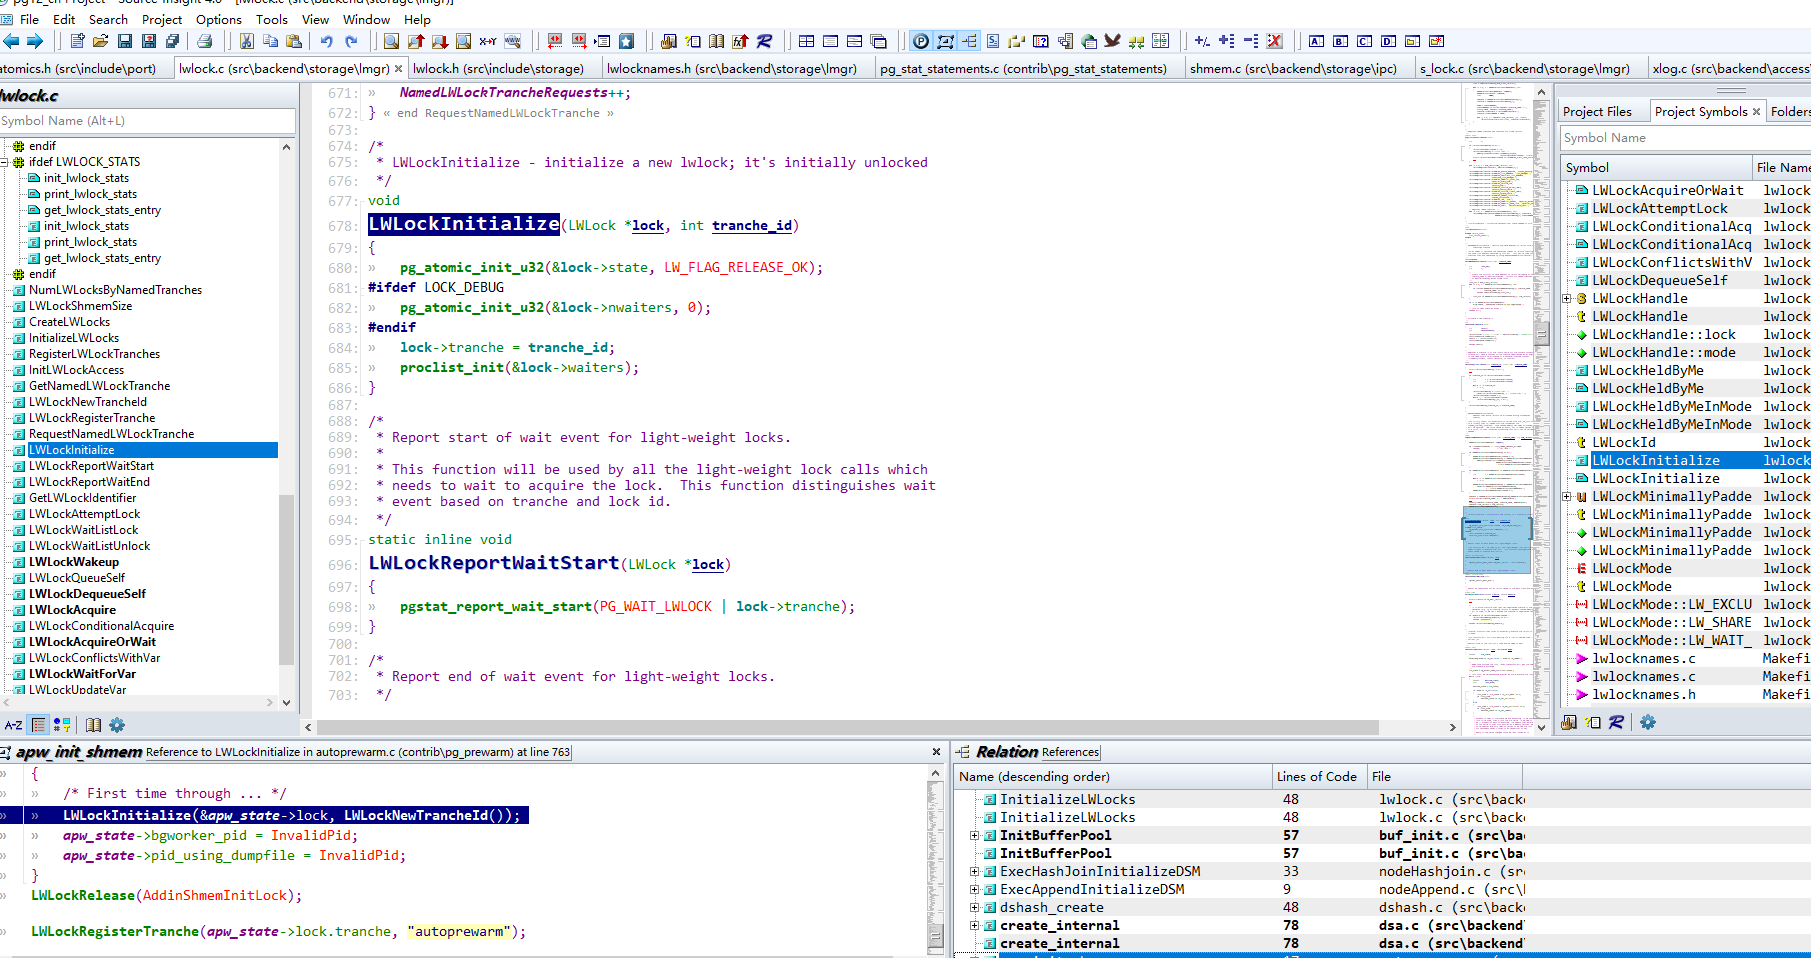 pg12_cn Project - Source Insight 4.0 - [lwlock.c (src\backend\storage\lmgr)]
File Edit Search Project Options Tools View Window Help
atomics.h (src\include\port) lwlock.c (src\backend\storage\lmgr) × lwlock.h (src\include\storage) lwlocknames.h (src\backend\storage\lmgr) pg_stat_statements.c (contrib\pg_stat_statements) shmem.c (src\backend\storage\ipc) s_lock.c (src\backend\storage\lmgr) xlog.c (src\backend\access\
lwlock.c
Symbol Name (Alt+L)
endif
ifdef LWLOCK_STATS
init_lwlock_stats
print_lwlock_stats
get_lwlock_stats_entry
init_lwlock_stats
print_lwlock_stats
get_lwlock_stats_entry
endif
NumLWLocksByNamedTranches
LWLockShmemSize
CreateLWLocks
InitializeLWLocks
RegisterLWLockTranches
InitLWLockAccess
GetNamedLWLockTranche
LWLockNewTrancheId
LWLockRegisterTranche
RequestNamedLWLockTranche
LWLockInitialize
LWLockReportWaitStart
LWLockReportWaitEnd
GetLWLockIdentifier
LWLockAttemptLock
LWLockWaitListLock
LWLockWaitListUnlock
LWLockWakeup
LWLockQueueSelf
LWLockDequeueSelf
LWLockAcquire
LWLockConditionalAcquire
LWLockAcquireOrWait
LWLockConflictsWithVar
LWLockWaitForVar
LWLockUpdateVar
A-Z
671: » NamedLWLockTrancheRequests++;
672: } « end RequestNamedLWLockTranche »
673:
674: /*
675: * LWLockInitialize - initialize a new lwlock; it's initially unlocked
676: */
677: void
678: LWLockInitialize(LWLock *lock, int tranche_id)
679: {
680: » pg_atomic_init_u32(&lock->state, LW_FLAG_RELEASE_OK);
681: #ifdef LOCK_DEBUG
682: » pg_atomic_init_u32(&lock->nwaiters, 0);
683: #endif
684: » lock->tranche = tranche_id;
685: » proclist_init(&lock->waiters);
686: }
687:
688: /*
689: * Report start of wait event for light-weight locks.
690: *
691: * This function will be used by all the light-weight lock calls which
692: * needs to wait to acquire the lock. This function distinguishes wait
693: * event based on tranche and lock id.
694: */
695: static inline void
696: LWLockReportWaitStart(LWLock *lock)
697: {
698: » pgstat_report_wait_start(PG_WAIT_LWLOCK | lock->tranche);
699: }
700:
701: /*
702: * Report end of wait event for light-weight locks.
703: */
Project Files Project Symbols × Folders
Symbol Name
Symbol File Name
LWLockAcquireOrWait lwlock
LWLockAttemptLock lwlock
LWLockConditionalAcq lwlock
LWLockConditionalAcq lwlock
LWLockConflictsWithV lwlock
LWLockDequeueSelf lwlock
LWLockHandle lwlock
LWLockHandle lwlock
LWLockHandle::lock lwlock
LWLockHandle::mode lwlock
LWLockHeldByMe lwlock
LWLockHeldByMe lwlock
LWLockHeldByMeInMode lwlock
LWLockHeldByMeInMode lwlock
LWLockId lwlock
LWLockInitialize lwlock
LWLockInitialize lwlock
LWLockMinimallyPadde lwlock
LWLockMinimallyPadde lwlock
LWLockMinimallyPadde lwlock
LWLockMinimallyPadde lwlock
LWLockMode lwlock
LWLockMode lwlock
LWLockMode::LW_EXCLU lwlock
LWLockMode::LW_SHARE lwlock
LWLockMode::LW_WAIT_ lwlock
lwlocknames.c Makefi
lwlocknames.c Makefi
lwlocknames.h Makefi
apw_init_shmem Reference to LWLockInitialize in autoprewarm.c (contrib\pg_prewarm) at line 763
» {
» » /* First time through ... */
» » LWLockInitialize(&apw_state->lock, LWLockNewTrancheId());
» » apw_state->bgworker_pid = InvalidPid;
» » apw_state->pid_using_dumpfile = InvalidPid;
» }
» LWLockRelease(AddinShmemInitLock);
» LWLockRegisterTranche(apw_state->lock.tranche, "autoprewarm");
Relation References
Name (descending order) Lines of Code File
InitializeLWLocks 48 lwlock.c (src\backe
InitializeLWLocks 48 lwlock.c (src\backe
InitBufferPool 57 buf_init.c (src\ba
InitBufferPool 57 buf_init.c (src\ba
ExecHashJoinInitializeDSM 33 nodeHashjoin.c (sr
ExecAppendInitializeDSM 9 nodeAppend.c (src\
dshash_create 48 dshash.c (src\backe
create_internal 78 dsa.c (src\backend\
create_internal 78 dsa.c (src\backend\